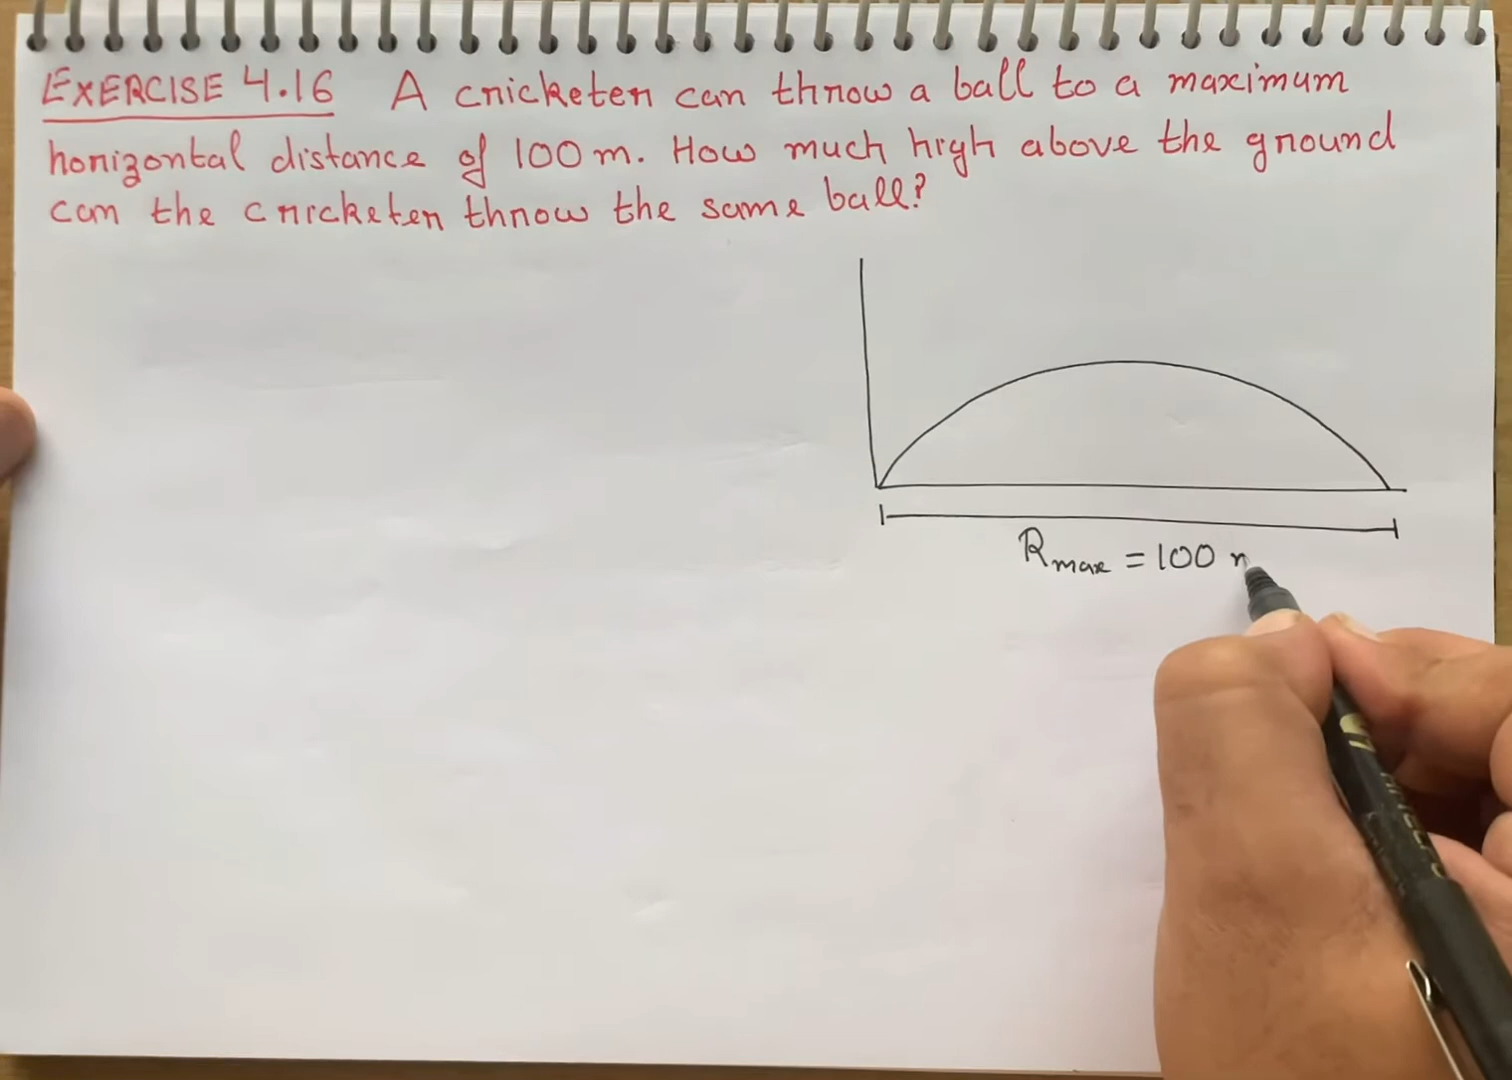 EXERCISE 4.16 A cricketer can throw a ball to a maximum
horizontal distance of 100 m. How much high above the ground
can the cricketer throw the same ball?
Rmax = 100